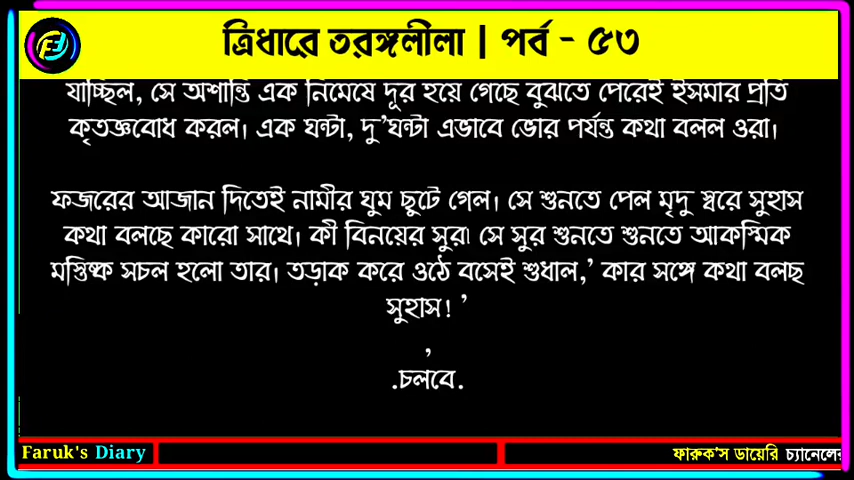 ত্রিধারে তরঙ্গলীলা | পর্ব - ৫৩
যাচ্ছিল, সে অশান্তি এক নিমেষে দূর হয়ে গেছে বুঝতে পেরেই ইসমার প্রতি
কৃতজ্ঞবোধ করল। এক ঘন্টা, দু'ঘন্টা এভাবে ভোর পর্যন্ত কথা বলল ওরা।
ফজরের আজান দিতেই নামীর ঘুম ছুটে গেল। সে শুনতে পেল মৃদু স্বরে সুহাস
কথা বলছে কারো সাথে। কী বিনয়ের সুর৷ সে সুর শুনতে শুনতে আকস্মিক
মস্তিষ্ক সচল হলো তার। তড়াক করে ওঠে বসেই শুধাল,' কার সঙ্গে কথা বলছ
সুহাস! '
,
.চলবে.
Faruk's Diary
ফারুক'স ডায়েরি চ্যানেলের